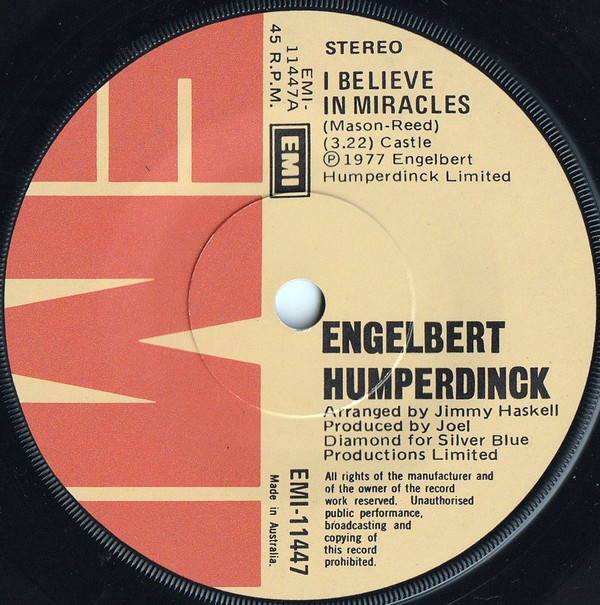 STEREO
I BELIEVE
IN MIRACLES
(Mason-Reed)
(3.22) Castle
Ⓟ 1977 Engelbert
Humperdinck Limited
EMI-
11447A
45 R.P.M.
EMI
EMI
ENGELBERT
HUMPERDINCK
Arranged by Jimmy Haskell
Produced by Joel
Diamond for Silver Blue
Productions Limited
EMI-11447
Made in Australia.
All rights of the manufacturer and
of the owner of the record
work reserved. Unauthorised
public performance,
broadcasting and
copying of
this record
prohibited.